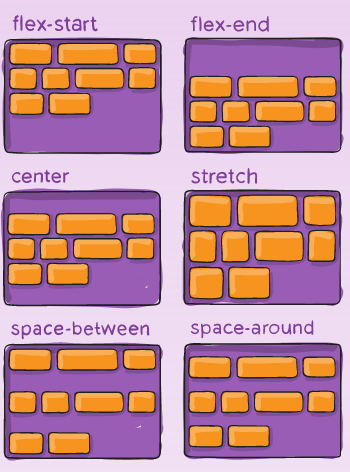 flex-start
flex-end
center
stretch
space-between
space-around